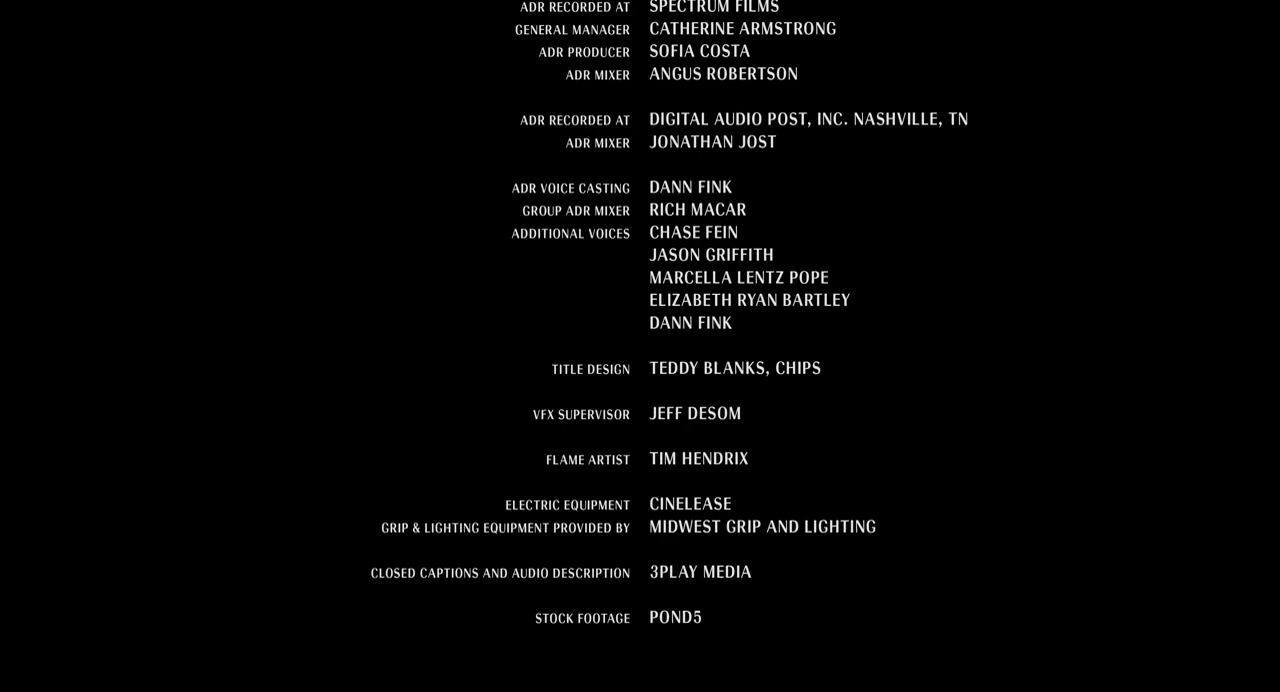 ADR RECORDED AT SPECTRUM FILMS
GENERAL MANAGER CATHERINE ARMSTRONG
ADR PRODUCER SOFIA COSTA
ADR MIXER ANGUS ROBERTSON
ADR RECORDED AT DIGITAL AUDIO POST, INC. NASHVILLE, TN
ADR MIXER JONATHAN JOST
ADR VOICE CASTING DANN FINK
GROUP ADR MIXER RICH MACAR
ADDITIONAL VOICES CHASE FEIN
JASON GRIFFITH
MARCELLA LENTZ POPE
ELIZABETH RYAN BARTLEY
DANN FINK
TITLE DESIGN TEDDY BLANKS, CHIPS
VFX SUPERVISOR JEFF DESOM
FLAME ARTIST TIM HENDRIX
ELECTRIC EQUIPMENT CINELEASE
GRIP & LIGHTING EQUIPMENT PROVIDED BY MIDWEST GRIP AND LIGHTING
CLOSED CAPTIONS AND AUDIO DESCRIPTION 3PLAY MEDIA
STOCK FOOTAGE POND5